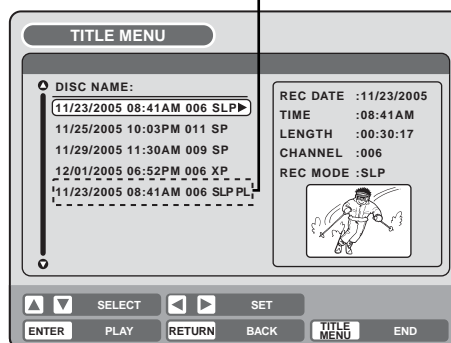 TITLE MENU
DISC NAME:
11/23/2005 08:41AM 006 SLP▶
11/25/2005 10:03PM 011 SP
11/29/2005 11:30AM 009 SP
12/01/2005 06:52PM 006 XP
11/23/2005 08:41AM 006 SLP PL
REC DATE :11/23/2005
TIME :08:41AM
LENGTH :00:30:17
CHANNEL :006
REC MODE :SLP
▲ ▼ SELECT ◀ ▶ SET
ENTER PLAY RETURN BACK TITLE MENU END